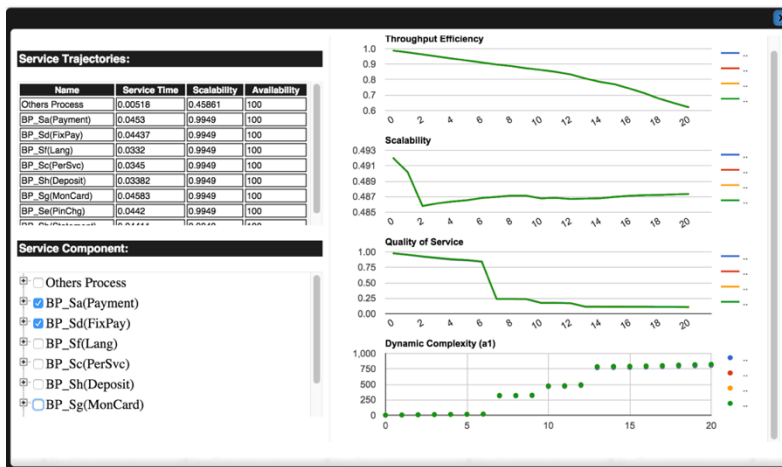 Service Trajectories:
Name Service Time Scalability Availability
Others Process 0.00518 0.45861 100
BP_Sa(Payment) 0.0453 0.9949 100
BP_Sd(FixPay) 0.04437 0.9949 100
BP_Sf(Lang) 0.0332 0.9949 100
BP_Sc(PerSvc) 0.0345 0.9949 100
BP_Sh(Deposit) 0.03382 0.9949 100
BP_Sg(MonCard) 0.04583 0.9949 100
BP_Se(PinChg) 0.0442 0.9949 100
Service Component:
Others Process
BP_Sa(Payment)
BP_Sd(FixPay)
BP_Sf(Lang)
BP_Sc(PerSvc)
BP_Sh(Deposit)
BP_Sg(MonCard)
Throughput Efficiency
1.0
0.9
0.8
0.7
0.6
0 2 4 6 8 10 12 14 16 18 20
..
..
..
..
Scalability
0.493
0.491
0.489
0.487
0.485
0 2 4 6 8 10 12 14 16 18 20
..
..
..
..
Quality of Service
1.00
0.75
0.50
0.25
0.00
0 2 4 6 8 10 12 14 16 18 20
..
..
..
..
Dynamic Complexity (a1)
1,000
750
500
250
0
0 5 10 15 20
..
..
..
..